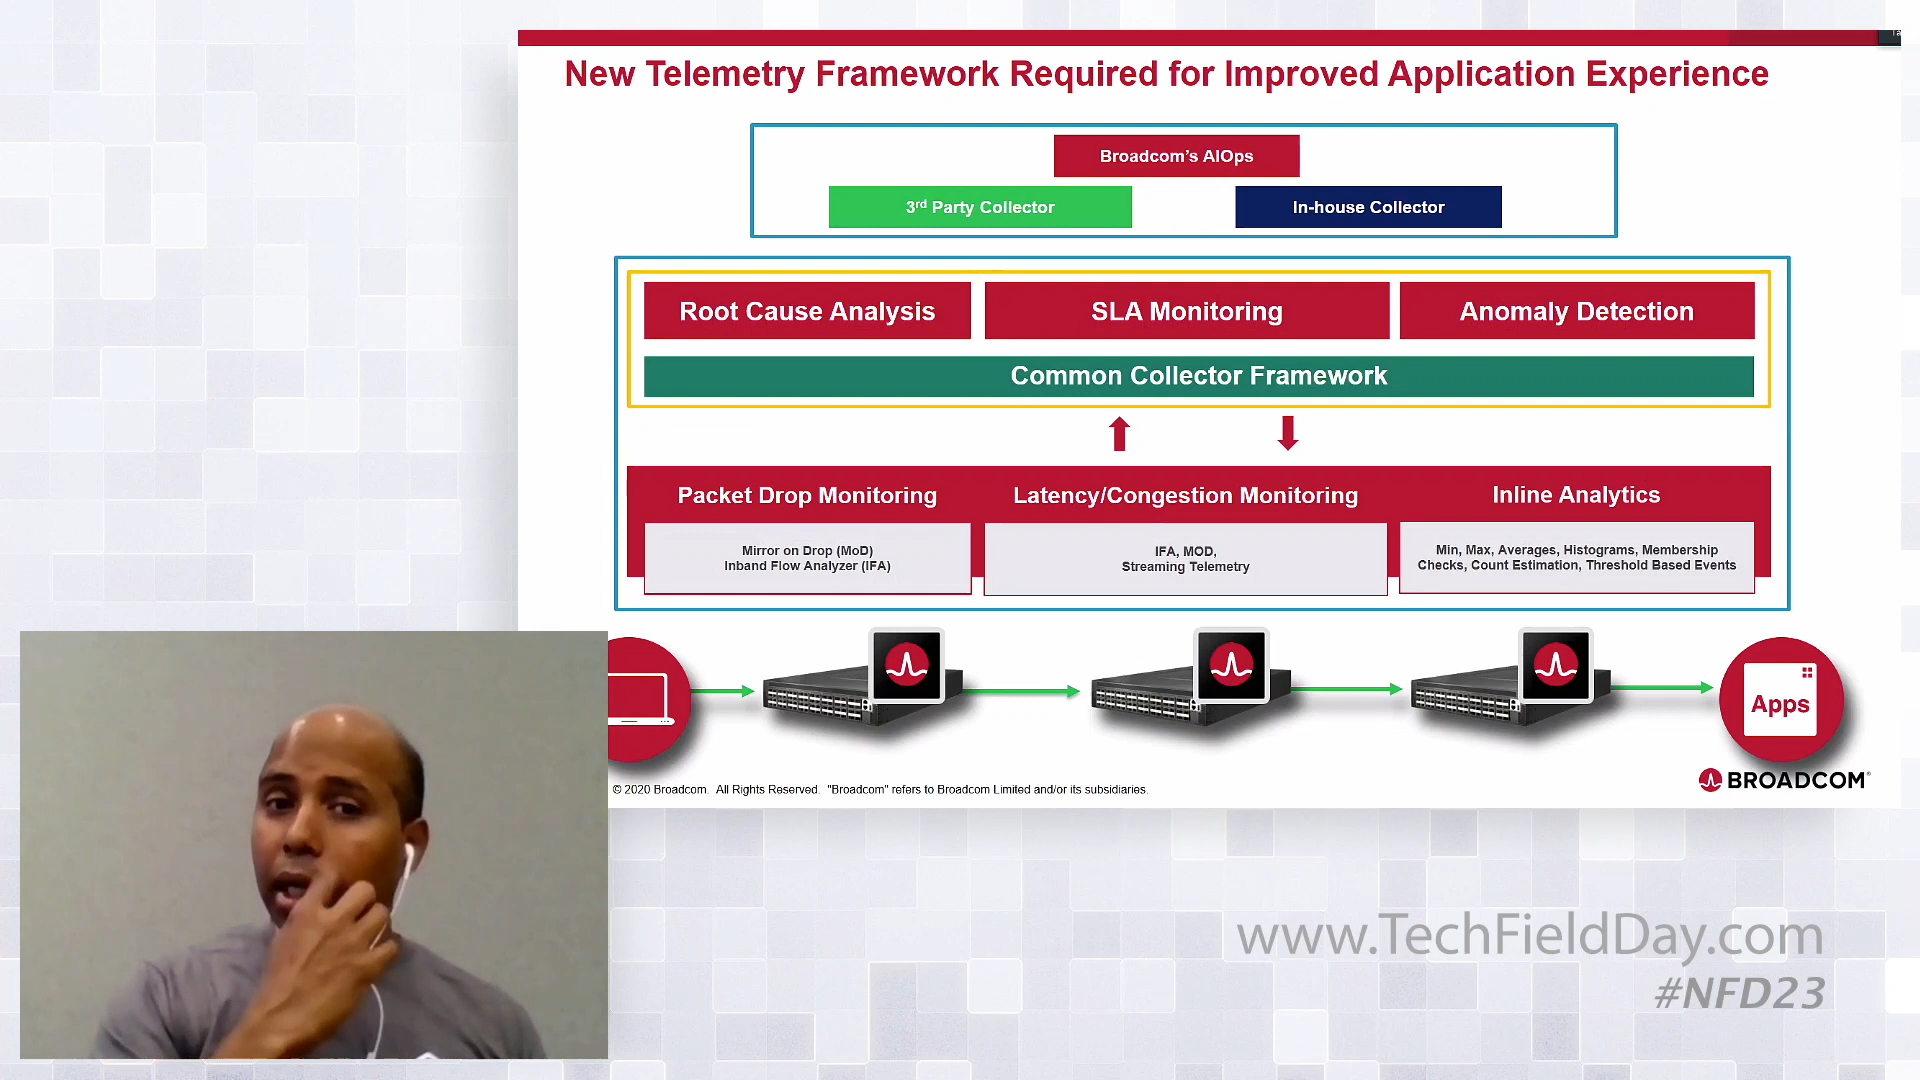 New Telemetry Framework Required for Improved Application Experience
Broadcom's AIOps
3rd Party Collector
In-house Collector
Root Cause Analysis
SLA Monitoring
Anomaly Detection
Common Collector Framework
Packet Drop Monitoring
Latency/Congestion Monitoring
Inline Analytics
Mirror on Drop (MoD)
Inband Flow Analyzer (IFA)
IFA, MOD,
Streaming Telemetry
Min, Max, Averages, Histograms, Membership
Checks, Count Estimation, Threshold Based Events
Apps
BROADCOM®
© 2020 Broadcom. All Rights Reserved. "Broadcom" refers to Broadcom Limited and/or its subsidiaries.
www.TechFieldDay.com
#NFD23